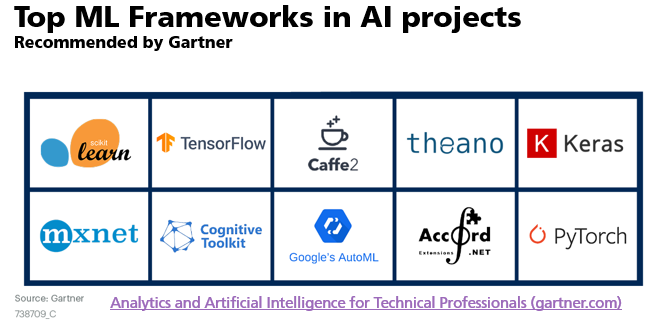 Top ML Frameworks in AI projects
Recommended by Gartner
scikit
learn
TensorFlow
Caffe2
theano
K Keras
mxnet
Cognitive
Toolkit
Google's AutoML
Accord
Extensions .NET
PyTorch
Source: Gartner
738709_C
Analytics and Artificial Intelligence for Technical Professionals (gartner.com)